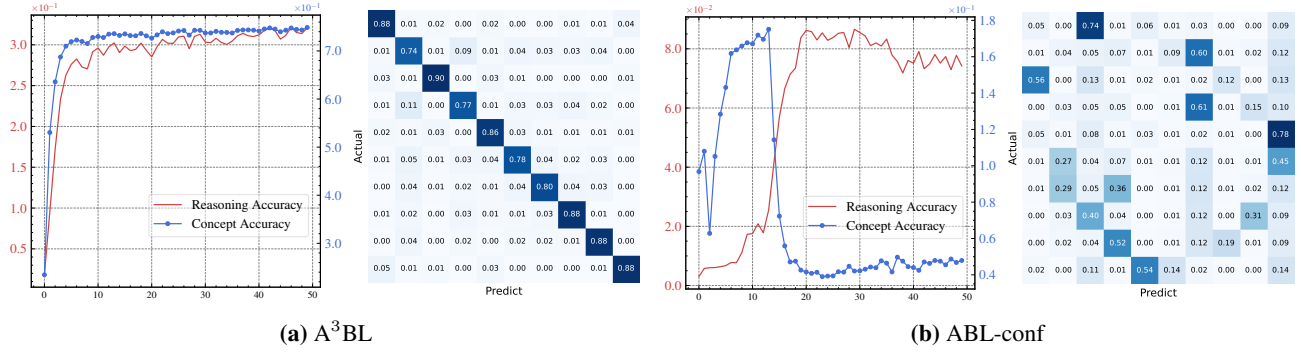 ×10⁻¹
×10⁻¹
3.0
2.5
2.0
1.5
1.0
0.5
7.0
6.0
5.0
4.0
3.0
0 10 20 30 40 50
Reasoning Accuracy
Concept Accuracy
Actual
0.88 0.01 0.02 0.00 0.02 0.00 0.01 0.01 0.01 0.04
0.01 0.74 0.01 0.09 0.01 0.04 0.03 0.04 0.02 0.02
0.03 0.01 0.90 0.01 0.01 0.00 0.02 0.00 0.01 0.01
0.01 0.11 0.00 0.77 0.01 0.03 0.03 0.04 0.02 0.00
0.02 0.01 0.01 0.03 0.86 0.03 0.01 0.01 0.01 0.01
0.01 0.05 0.01 0.03 0.04 0.78 0.04 0.01 0.02 0.01
0.01 0.04 0.01 0.03 0.02 0.04 0.80 0.04 0.02 0.00
0.01 0.02 0.00 0.02 0.01 0.01 0.03 0.88 0.01 0.01
0.00 0.04 0.00 0.02 0.02 0.02 0.01 0.01 0.88 0.00
0.05 0.01 0.01 0.00 0.03 0.00 0.00 0.00 0.01 0.88
Predict
×10⁻²
×10⁻¹
8.0
6.0
4.0
2.0
0.0
1.8
1.6
1.4
1.2
1.0
0.8
0.6
0.4
0 10 20 30 40 50
Reasoning Accuracy
Concept Accuracy
Actual
0.05 0.00 0.74 0.01 0.06 0.01 0.03 0.00 0.01 0.09
0.01 0.04 0.05 0.07 0.00 0.09 0.60 0.01 0.02 0.12
0.56 0.00 0.13 0.02 0.01 0.02 0.01 0.12 0.00 0.13
0.00 0.03 0.05 0.05 0.00 0.01 0.61 0.00 0.15 0.10
0.05 0.01 0.08 0.03 0.01 0.03 0.02 0.00 0.00 0.78
0.01 0.27 0.04 0.07 0.01 0.01 0.12 0.01 0.01 0.45
0.01 0.29 0.05 0.36 0.00 0.01 0.12 0.02 0.02 0.12
0.00 0.03 0.40 0.04 0.00 0.01 0.12 0.00 0.31 0.09
0.00 0.02 0.04 0.52 0.00 0.01 0.12 0.19 0.01 0.09
0.02 0.00 0.11 0.01 0.54 0.14 0.02 0.00 0.00 0.14
Predict
(a) A³BL
(b) ABL-conf